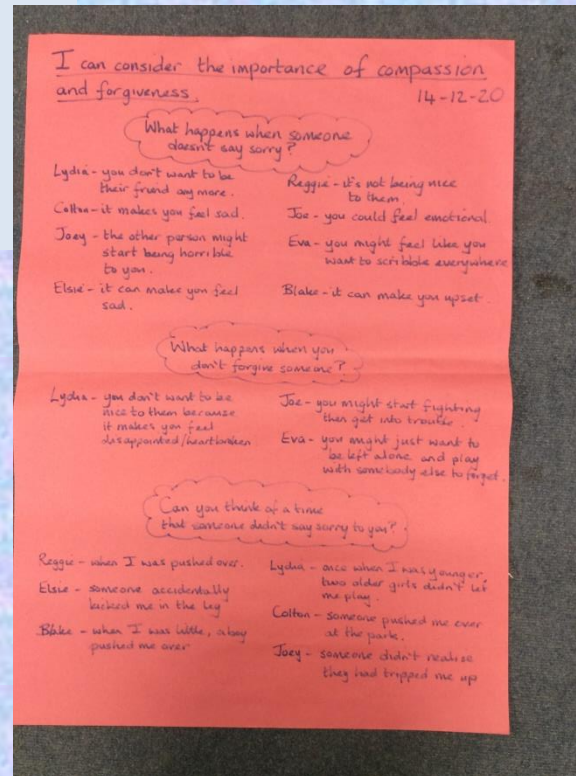 I can consider the importance of compassion
and forgiveness.
14-12-20
What happens when someone
doesn't say sorry?
Lydia - you don't want to be
their friend any more.
Colton - it makes you feel sad.
Joey - the other person might
start being horrible
to you.
Elsie - it can make you feel
sad.
Reggie - it's not being nice
to them.
Joe - you could feel emotional
Eva - you might feel like you
want to scribble everywhere
Blake - it can make you upset.
What happens when you
don't forgive someone?
Lydia - you don't want to be
nice to them because
it makes you feel
disappointed/heartbroken
Joe - you might start fighting
then get into trouble.
Eva - you might just want to
be left alone and play
with somebody else to forget.
Can you think of a time
that someone didn't say sorry to you?
Reggie - when I was pushed over.
Elsie - someone accidentally
kicked me in the leg
Blake - when I was little, a boy
pushed me over
Lydia - once when I was younger,
two older girls didn't let
me play.
Colton - someone pushed me over
at the park.
Joey - someone didn't realise
they had tripped me up